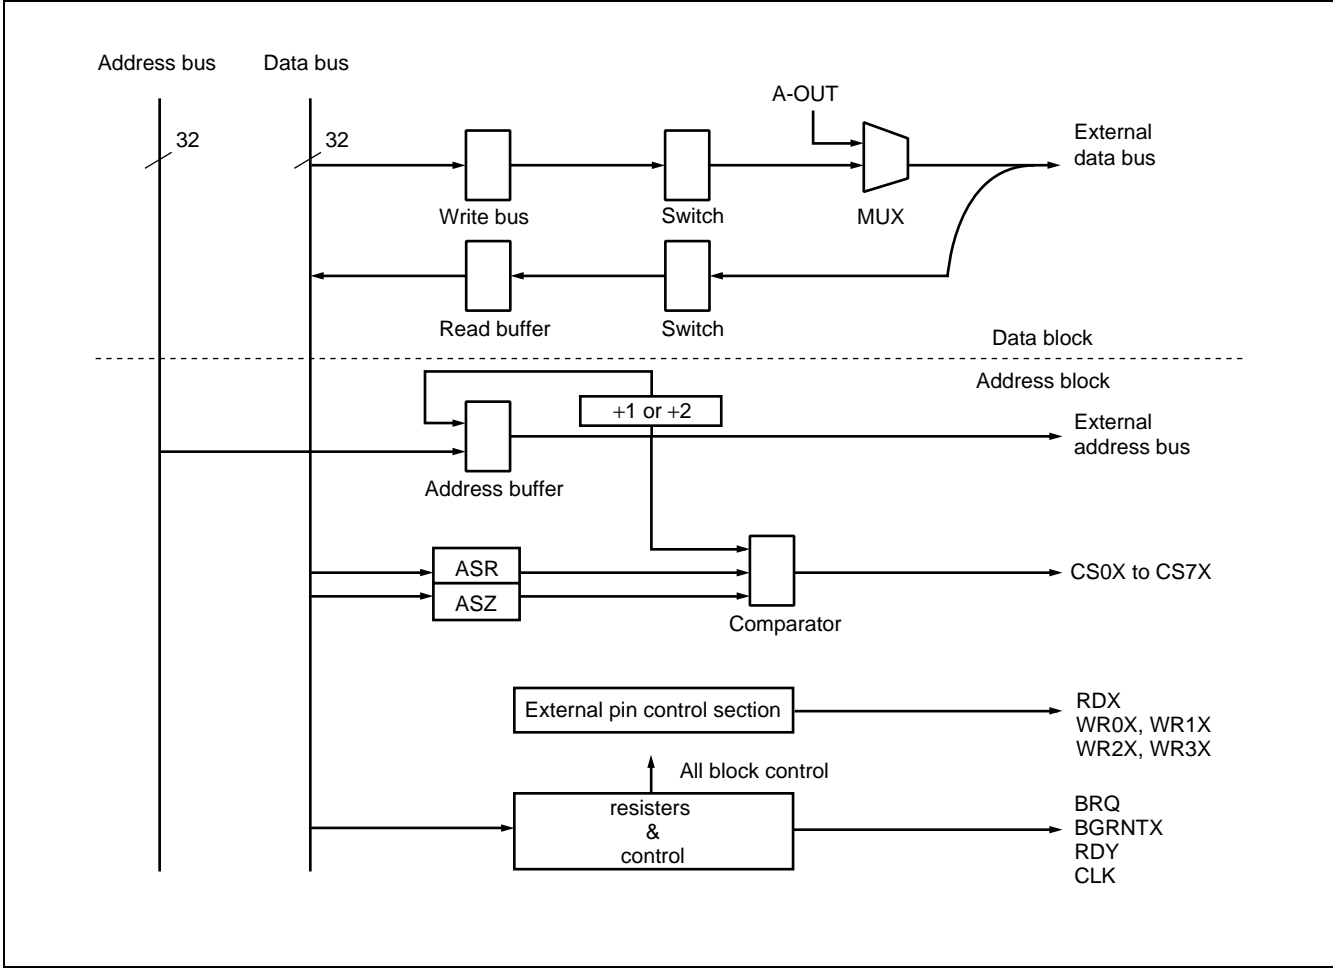 Address bus
Data bus
32
32
A-OUT
External
data bus
Write bus
Switch
MUX
Read buffer
Switch
Data block
Address block
+1 or +2
External
address bus
Address buffer
ASR
ASZ
CS0X to CS7X
Comparator
External pin control section
RDX
WR0X, WR1X
WR2X, WR3X
All block control
resisters
&
control
BRQ
BGRNTX
RDY
CLK